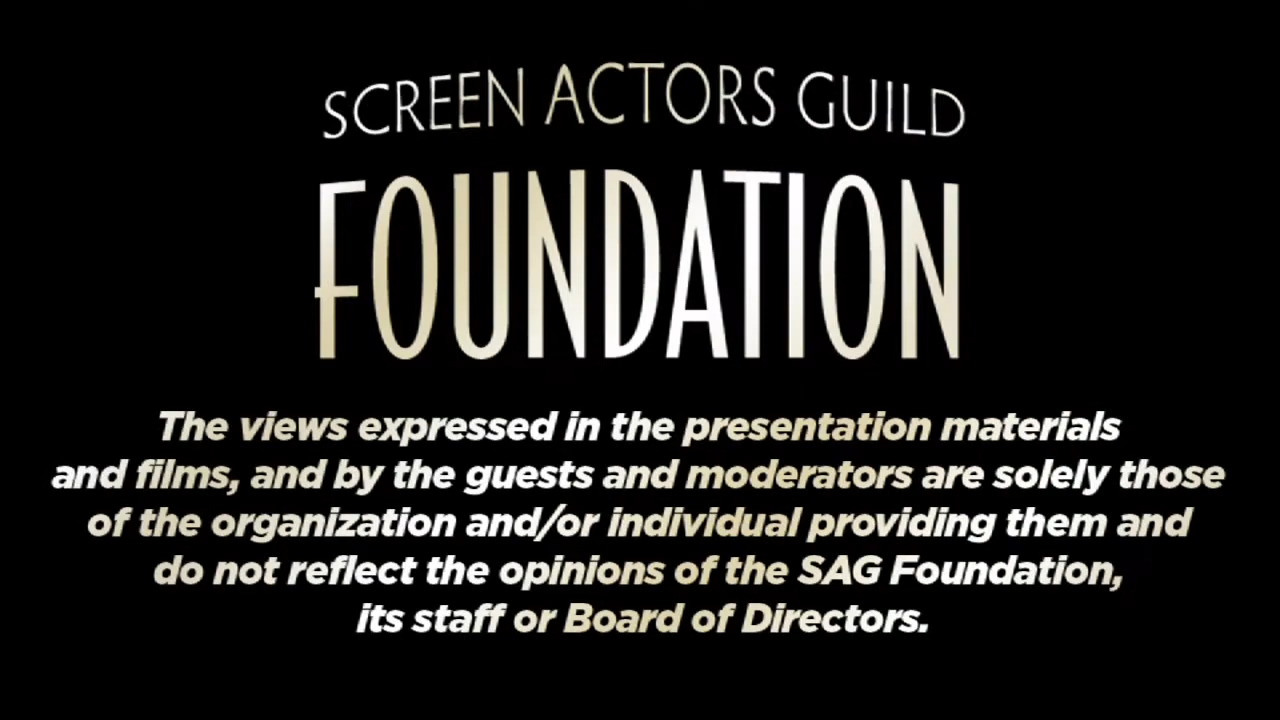 SCREEN ACTORS GUILD
FOUNDATION
The views expressed in the presentation materials
and films, and by the guests and moderators are solely those
of the organization and/or individual providing them and
do not reflect the opinions of the SAG Foundation,
its staff or Board of Directors.